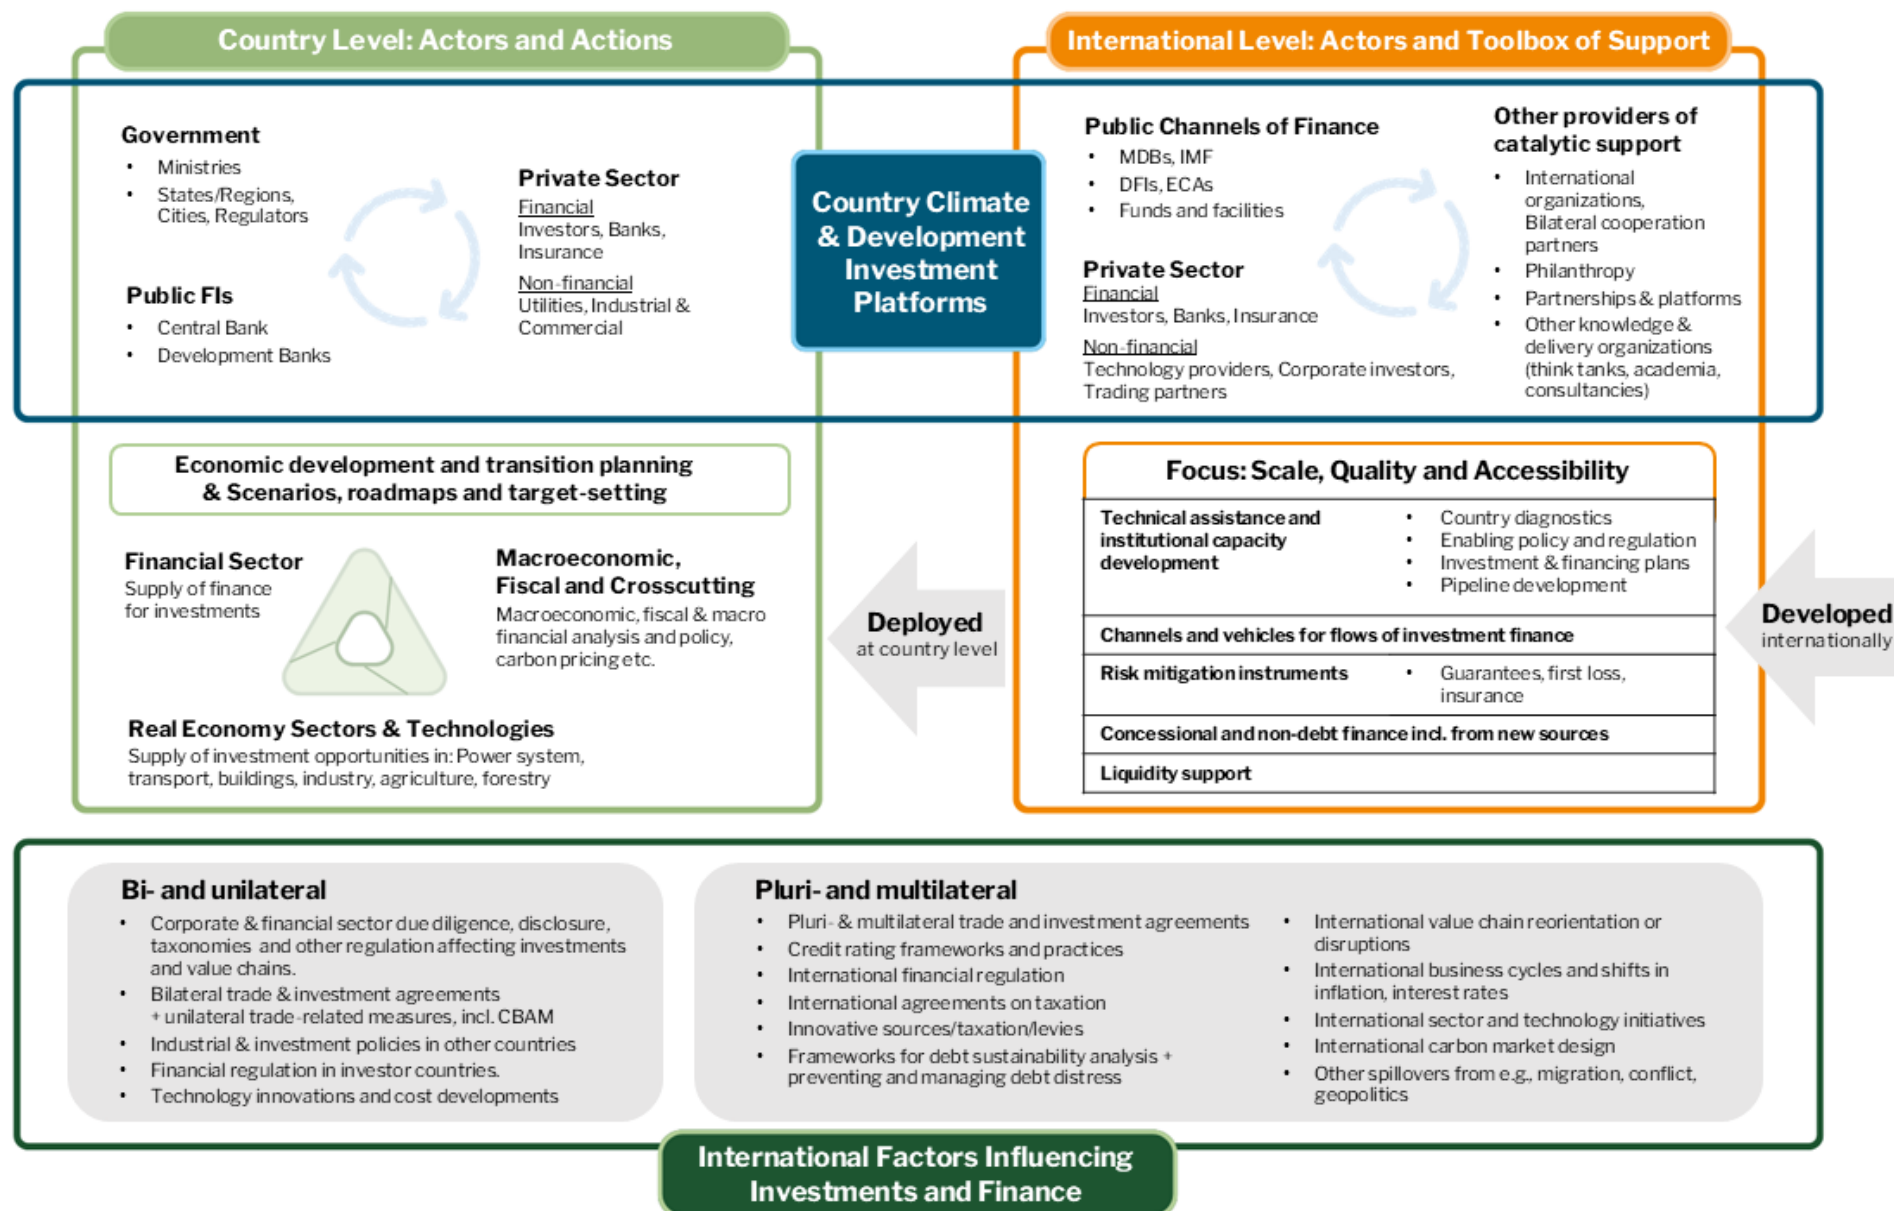 Country Level: Actors and Actions
International Level: Actors and Toolbox of Support
Government
• Ministries
• States/Regions,
Cities, Regulators
Public FIs
• Central Bank
• Development Banks
Private Sector
Financial
Investors, Banks,
Insurance
Non-financial
Utilities, Industrial &
Commercial
Country Climate
& Development
Investment
Platforms
Public Channels of Finance
• MDBs, IMF
• DFIs, ECAs
• Funds and facilities
Private Sector
Financial
Investors, Banks, Insurance
Non-financial
Technology providers, Corporate investors,
Trading partners
Other providers of
catalytic support
• International
organizations,
Bilateral cooperation
partners
• Philanthropy
• Partnerships & platforms
• Other knowledge &
delivery organizations
(think tanks, academia,
consultancies)
Economic development and transition planning
& Scenarios, roadmaps and target-setting
Financial Sector
Supply of finance
for investments
Macroeconomic,
Fiscal and Crosscutting
Macroeconomic, fiscal & macro
financial analysis and policy,
carbon pricing etc.
Real Economy Sectors & Technologies
Supply of investment opportunities in: Power system,
transport, buildings, industry, agriculture, forestry
Deployed
at country level
Focus: Scale, Quality and Accessibility
Technical assistance and
institutional capacity
development
• Country diagnostics
• Enabling policy and regulation
• Investment & financing plans
• Pipeline development
Channels and vehicles for flows of investment finance
Risk mitigation instruments
• Guarantees, first loss,
insurance
Concessional and non-debt finance incl. from new sources
Liquidity support
Developed
internationally
Bi- and unilateral
• Corporate & financial sector due diligence, disclosure,
taxonomies and other regulation affecting investments
and value chains.
• Bilateral trade & investment agreements
+ unilateral trade-related measures, incl. CBAM
• Industrial & investment policies in other countries
• Financial regulation in investor countries.
• Technology innovations and cost developments
Pluri- and multilateral
• Pluri- & multilateral trade and investment agreements
• Credit rating frameworks and practices
• International financial regulation
• International agreements on taxation
• Innovative sources/taxation/levies
• Frameworks for debt sustainability analysis +
preventing and managing debt distress
• International value chain reorientation or
disruptions
• International business cycles and shifts in
inflation, interest rates
• International sector and technology initiatives
• International carbon market design
• Other spillovers from e.g., migration, conflict,
geopolitics
International Factors Influencing
Investments and Finance